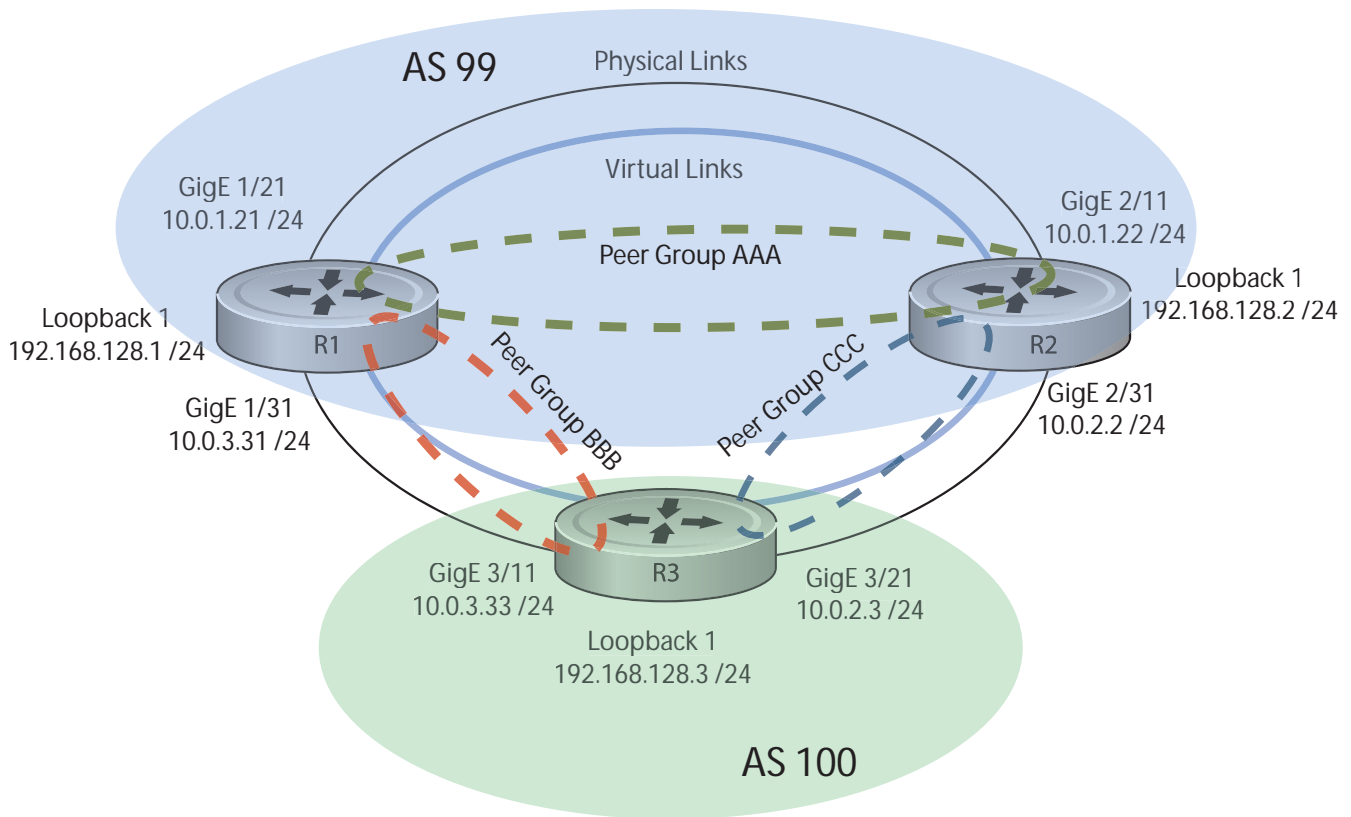 AS 99
Physical Links
Virtual Links
GigE 1/21
10.0.1.21 /24
GigE 2/11
10.0.1.22 /24
Peer Group AAA
Loopback 1
192.168.128.1 /24
R1
Loopback 1
192.168.128.2 /24
R2
GigE 1/31
10.0.3.31 /24
Peer Group BBB
Peer Group CCC
GigE 2/31
10.0.2.2 /24
GigE 3/11
10.0.3.33 /24
R3
GigE 3/21
10.0.2.3 /24
Loopback 1
192.168.128.3 /24
AS 100